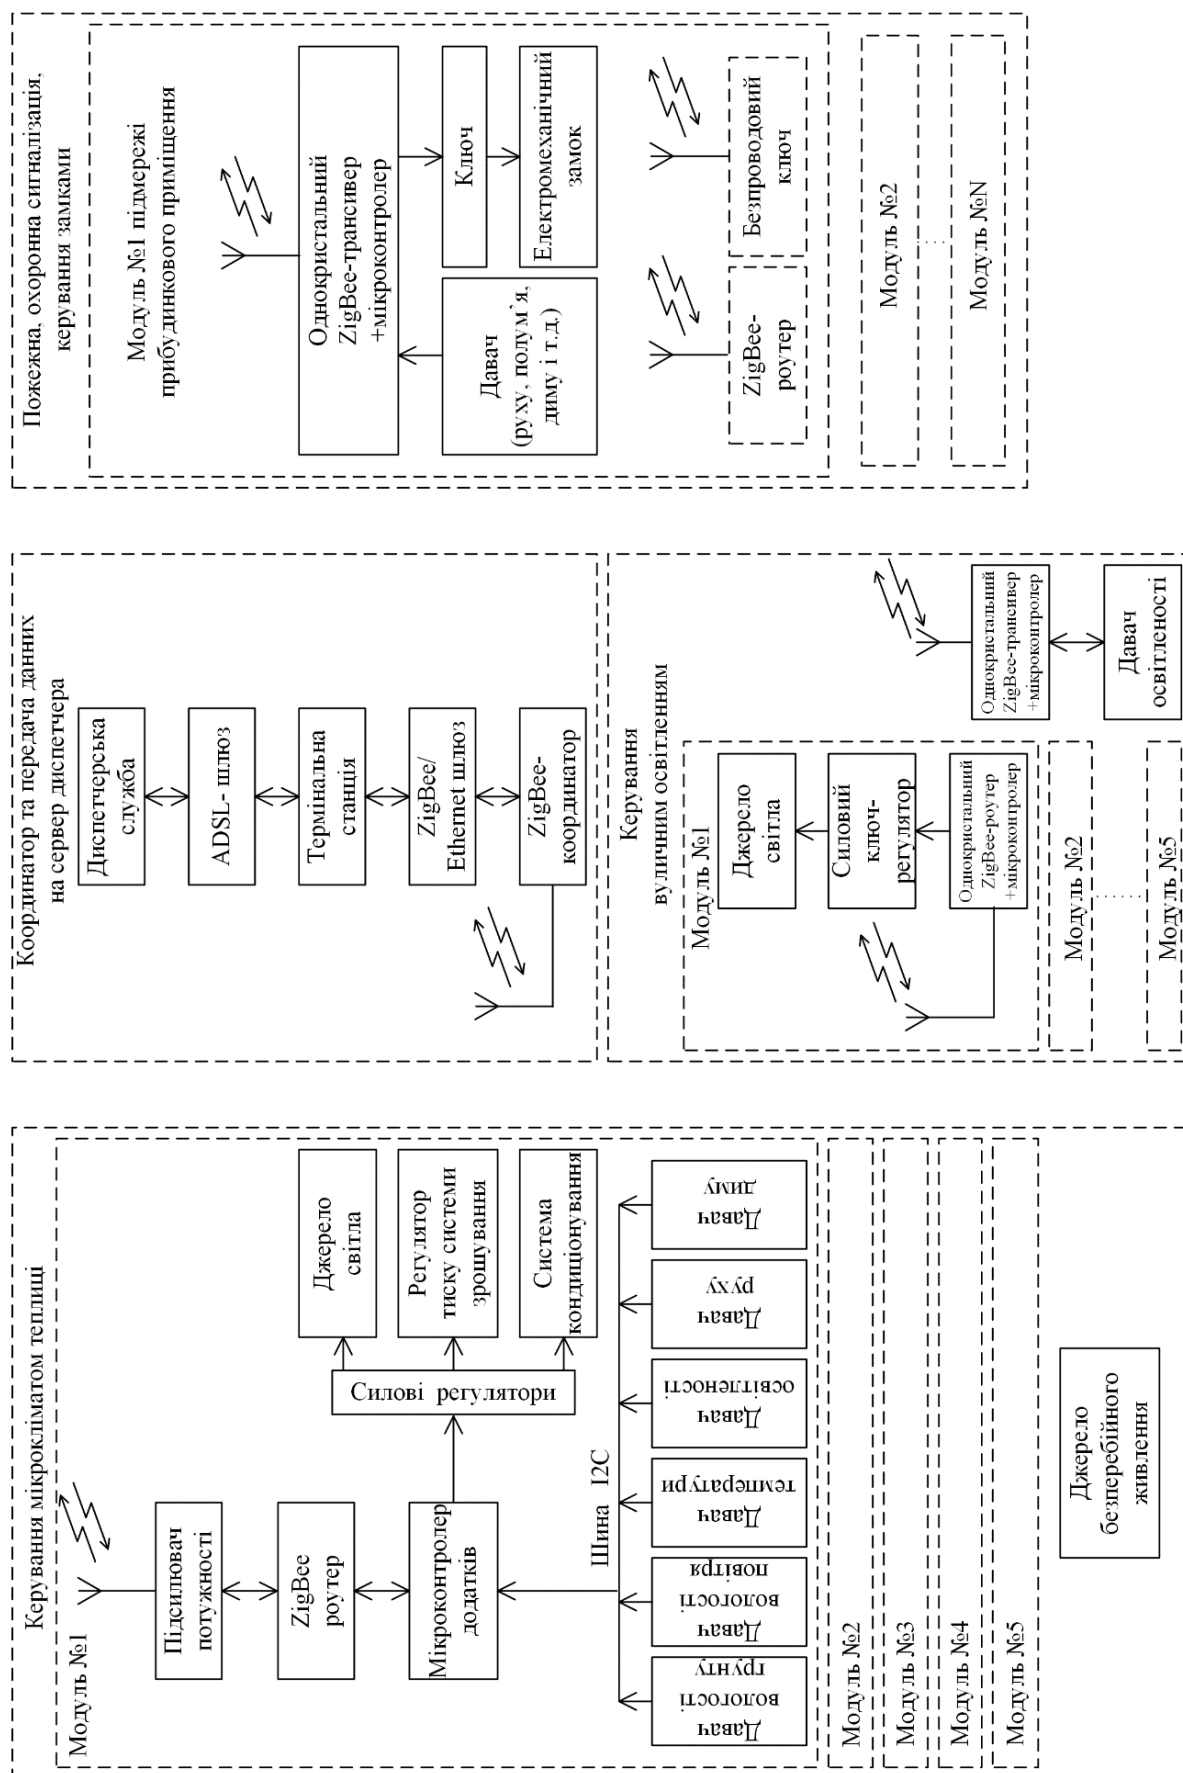 Керування мікрокліматом теплиці
Модуль №1
Підсилювач
потужності
ZigBee
роутер
Мікроконтролер
додатків
Силові регулятори
Джерело
світла
Регулятор
тиску системи
зрошування
Система
кондиціонування
Шина I2C
Давач
вологості
грунту
Давач
вологості
повітря
Давач
температури
Давач
освітленості
Давач
руху
Давач
диму
Модуль №2
Модуль №3
Модуль №4
Модуль №5
Джерело
безперебійного
живлення
Координатор та передача данних
на сервер диспетчера
Диспетчерська
служба
ADSL- шлюз
Термінальна
станція
ZigBee/
Ethernet шлюз
ZigBee-
координатор
Керування
вуличним освітленням
Модуль №1
Джерело
світла
Силовий
ключ-
регулятор
Однокристальний
ZigBee-роутер
+мікроконтролер
Модуль №2
Модуль №5
Однокристальний
ZigBee-трансивер
+мікроконтролер
Давач
освітленості
Пожежна, охоронна сигналізація,
керування замками
Модуль №1 підмережі
прибудинкового приміщення
Однокристальний
ZigBee-трансивер
+мікроконтролер
Давач
(руху, полум’я,
диму і т.д.)
Ключ
Електромеханічний
замок
ZigBee-
роутер
Безпроводовий
ключ
Модуль №2
Модуль №N